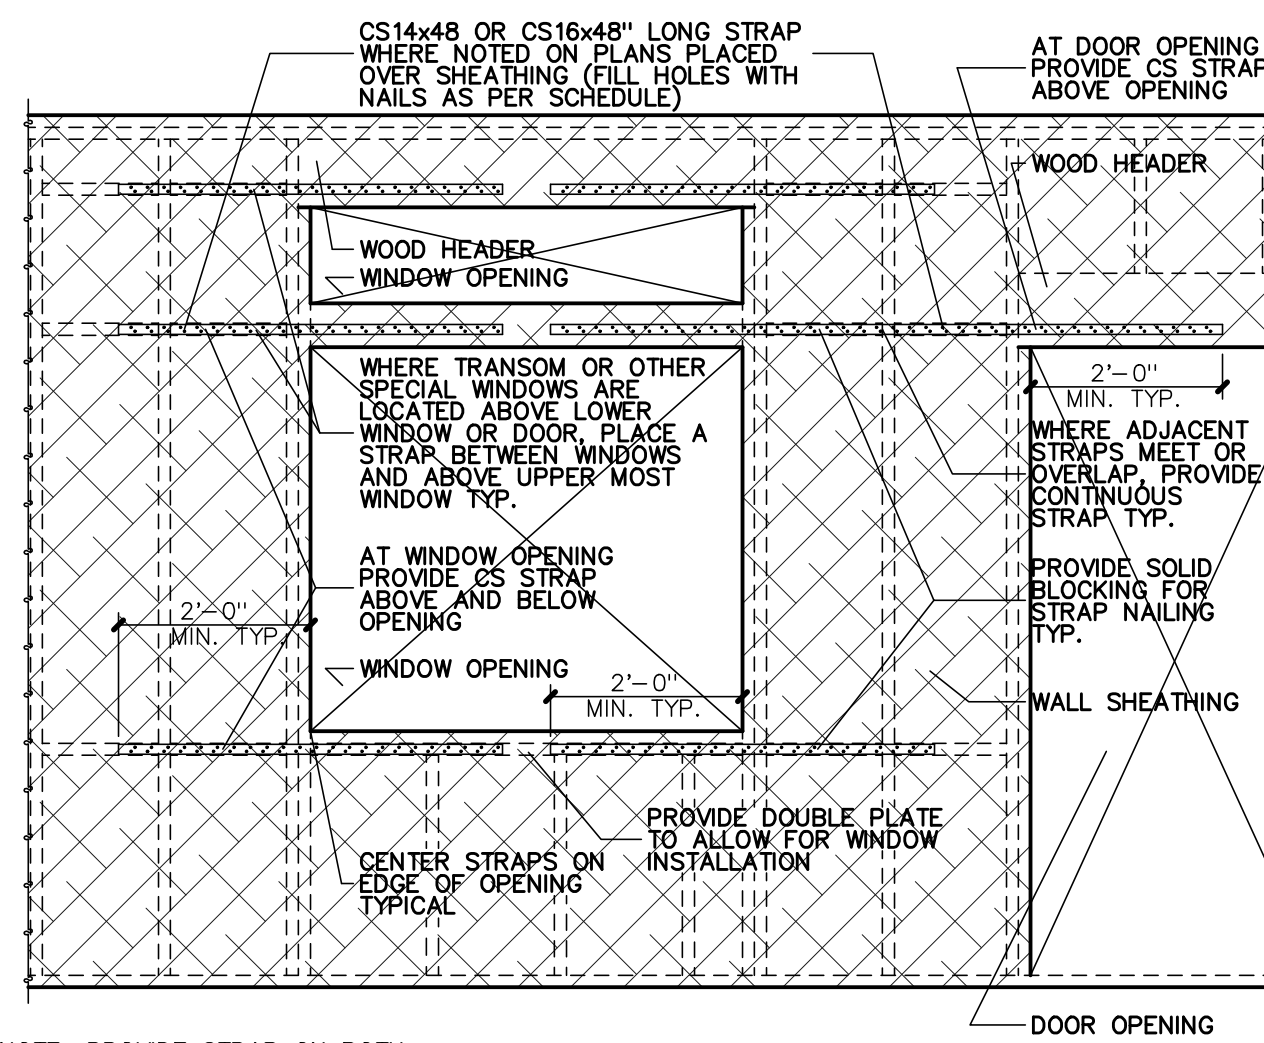 CS14x48 OR CS16x48" LONG STRAP
WHERE NOTED ON PLANS PLACED
OVER SHEATHING (FILL HOLES WITH
NAILS AS PER SCHEDULE)
AT DOOR OPENING
PROVIDE CS STRAP
ABOVE OPENING
WOOD HEADER
WOOD HEADER
WINDOW OPENING
WHERE TRANSOM OR OTHER
SPECIAL WINDOWS ARE
LOCATED ABOVE LOWER
WINDOW OR DOOR, PLACE A
STRAP BETWEEN WINDOWS
AND ABOVE UPPER MOST
WINDOW TYP.
2'-0"
MIN. TYP.
WHERE ADJACENT
STRAPS MEET OR
OVERLAP, PROVIDE
CONTINUOUS
STRAP TYP.
AT WINDOW OPENING
PROVIDE CS STRAP
ABOVE AND BELOW
OPENING
PROVIDE SOLID
BLOCKING FOR
STRAP NAILING
TYP.
2'-0"
MIN. TYP.
WINDOW OPENING
2'-0"
MIN. TYP.
WALL SHEATHING
PROVIDE DOUBLE PLATE
TO ALLOW FOR WINDOW
INSTALLATION
CENTER STRAPS ON
EDGE OF OPENING
TYPICAL
DOOR OPENING
PROVIDE STRAP ON BOTH